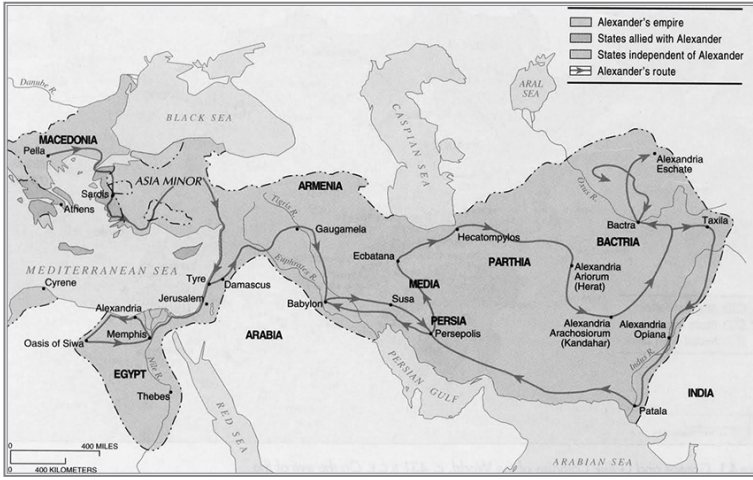 Alexander's empire
States allied with Alexander
States independent of Alexander
Alexander's route
Danube R.
BLACK SEA
CASPIAN SEA
ARAL
SEA
MACEDONIA
Pella
Sardis
ASIA MINOR
Athens
ARMENIA
Tigris R.
Gaugamela
Euphrates R.
Ecbatana
Hecatompylos
Oxus R.
Alexandria
Eschate
Bactra
BACTRIA
Taxila
MEDITERRANEAN SEA
Cyrene
Tyre
Damascus
Jerusalem
Babylon
Susa
MEDIA
PERSIA
Persepolis
PARTHIA
Alexandria
Ariorum
(Herat)
Alexandria
Arachosiorum
(Kandahar)
Alexandria
Opiana
Alexandria
Memphis
Oasis of Siwa
EGYPT
Nile R.
Thebes
ARABIA
RED SEA
PERSIAN GULF
Indus R.
INDIA
Patala
ARABIAN SEA
0 400 MILES
0 400 KILOMETERS